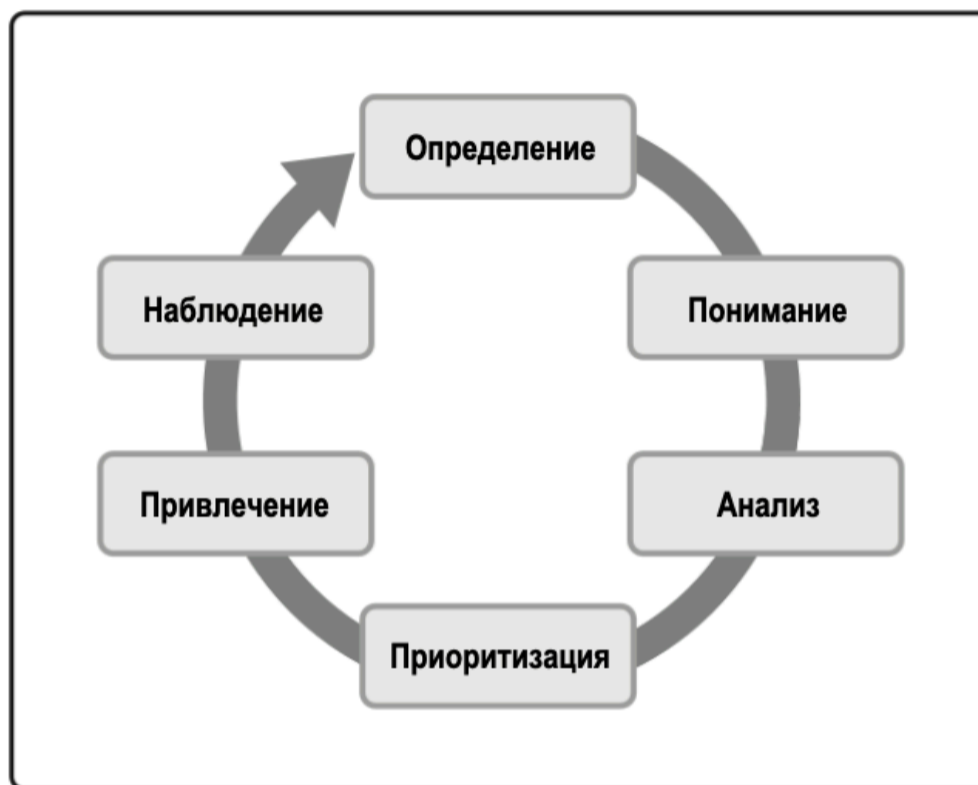 Определение
Понимание
Анализ
Приоритизация
Привлечение
Наблюдение